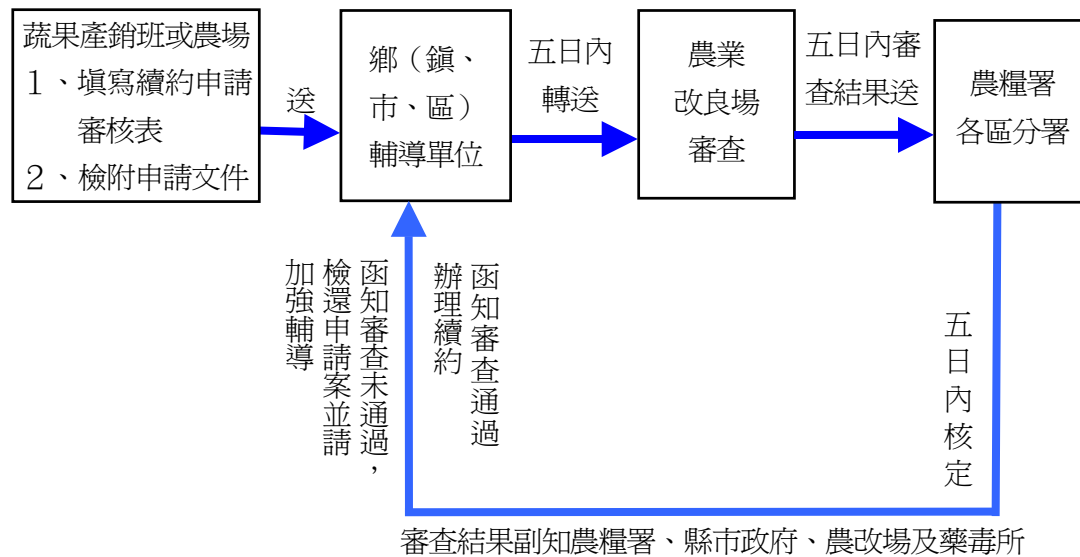 蔬果產銷班或農場
１、填寫續約申請
審核表
２、檢附申請文件
送
鄉（鎮、
市、區）
輔導單位
五日內
轉送
農業
改良場
審查
五日內審
查結果送
農糧署
各區分署
函知審查未通過，
檢還申請案並請
加強輔導
函知審查通過
辦理續約
五日內核定
審查結果副知農糧署、縣市政府、農改場及藥毒所